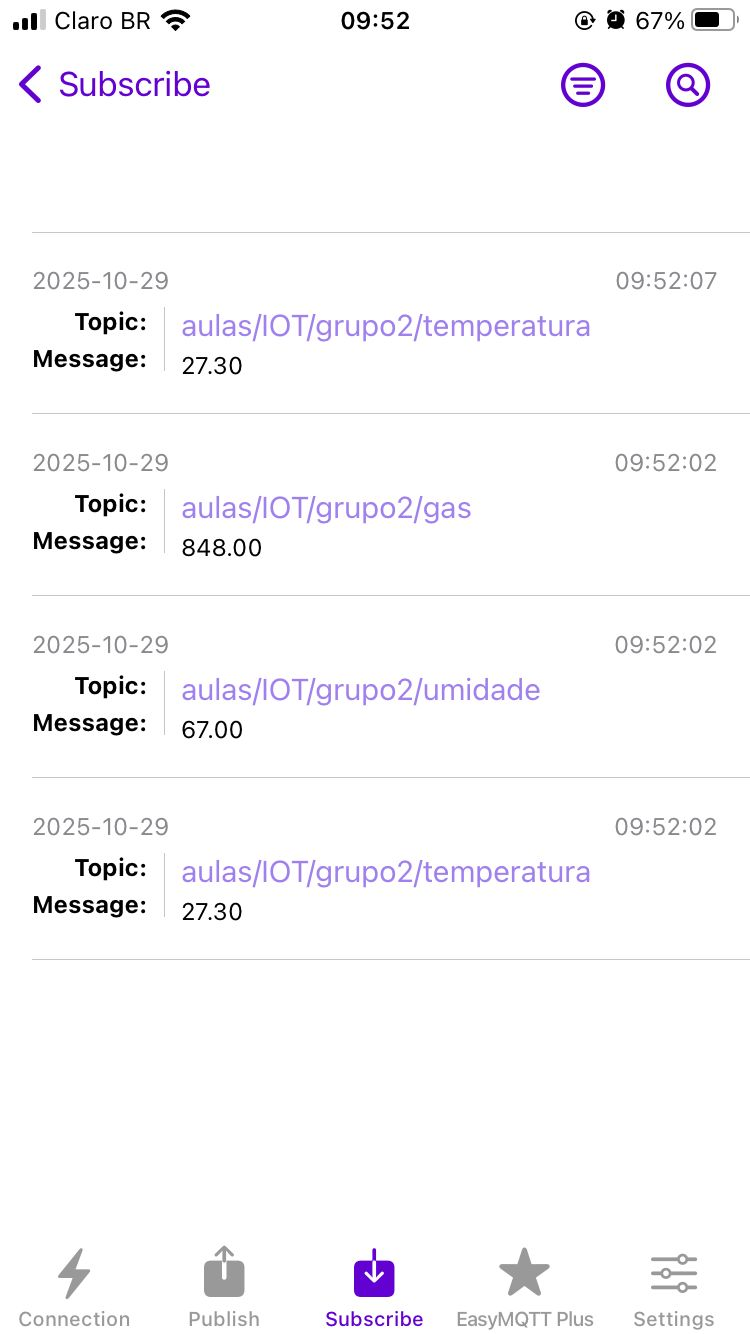 Claro BR 09:52 67%
Subscribe
2025-10-29 09:52:07
Topic: aulas/IOT/grupo2/temperatura
Message: 27.30
2025-10-29 09:52:02
Topic: aulas/IOT/grupo2/gas
Message: 848.00
2025-10-29 09:52:02
Topic: aulas/IOT/grupo2/umidade
Message: 67.00
2025-10-29 09:52:02
Topic: aulas/IOT/grupo2/temperatura
Message: 27.30
Connection Publish Subscribe EasyMQTT Plus Settings